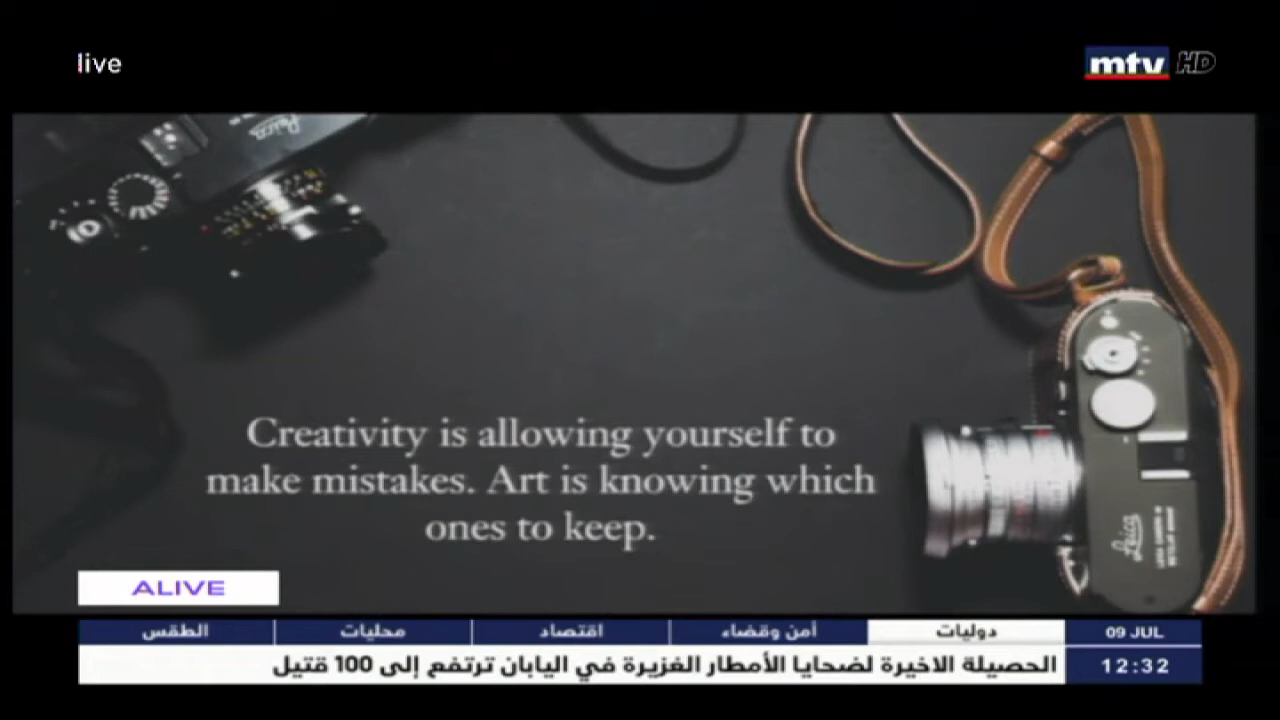 live
mtv HD
Leica
Creativity is allowing yourself to
make mistakes. Art is knowing which
ones to keep.
Leica
ALIVE
الطقس
محليات
اقتصاد
أمن وقضاء
دوليات
09 JUL
الحصيلة الاخيرة لضحايا الأمطار الغزيرة في اليابان ترتفع إلى 100 قتيل
12:32